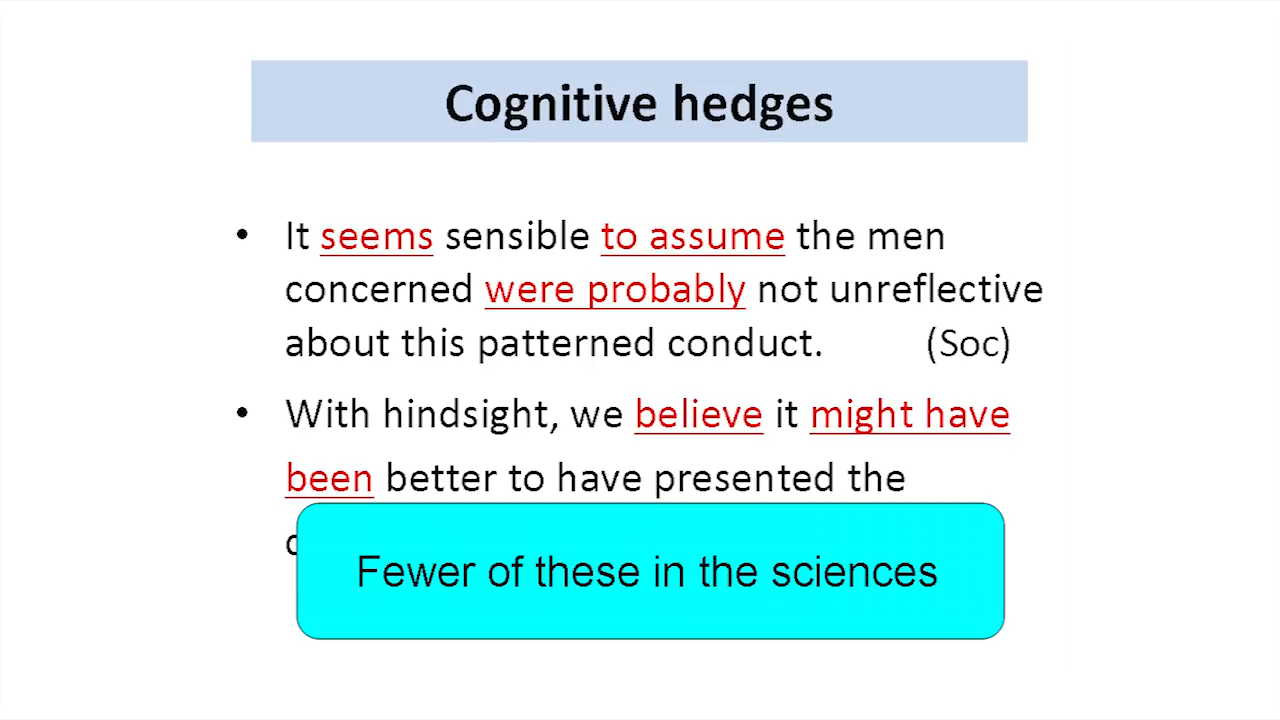 Cognitive hedges
• It seems sensible to assume the men
concerned were probably not unreflective
about this patterned conduct. (Soc)
• With hindsight, we believe it might have
been better to have presented the
Fewer of these in the sciences